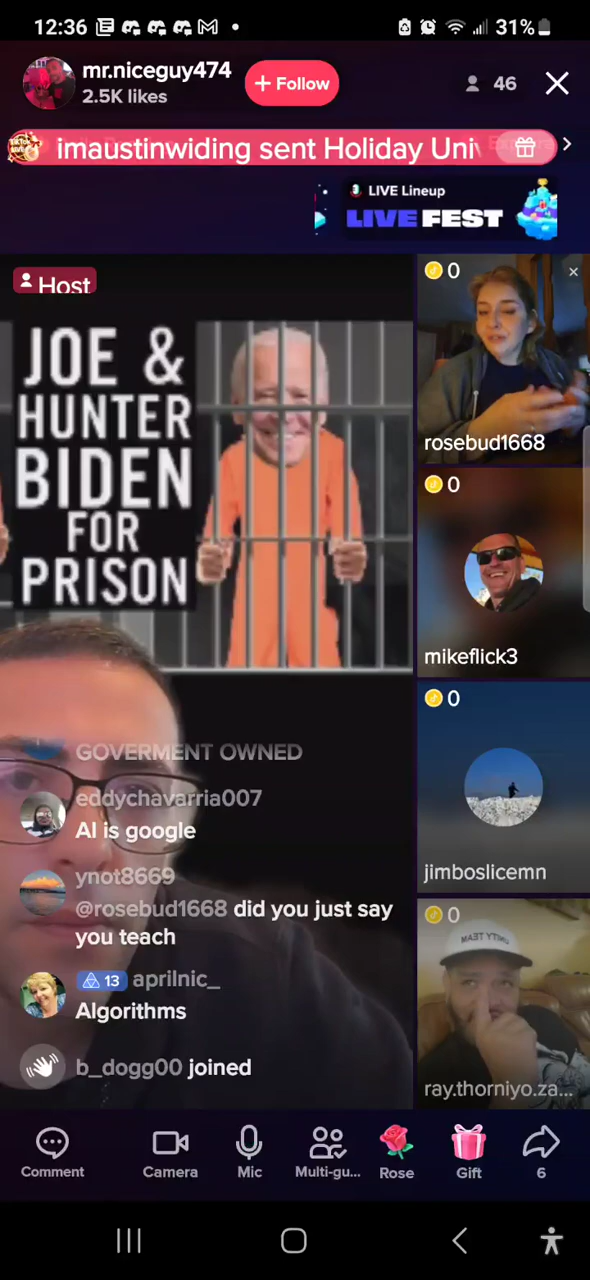 12:36
31%
mr.niceguy474
2.5K likes
+ Follow
46
imaustinwiding sent Holiday Uni
LIVE Lineup
LIVE FEST
Host
JOE &
HUNTER
BIDEN
FOR
PRISON
0
rosebud1668
0
mikeflick3
0
jimboslicemn
0
UNITY TEAM
ray.thorniyo.za...
GOVERMENT OWNED
eddychavarria007
AI is google
ynot8669
@rosebud1668 did you just say
you teach
13 aprilnic_
Algorithms
b_dogg00 joined
Comment
Camera
Mic
Multi-gu...
Rose
Gift
6